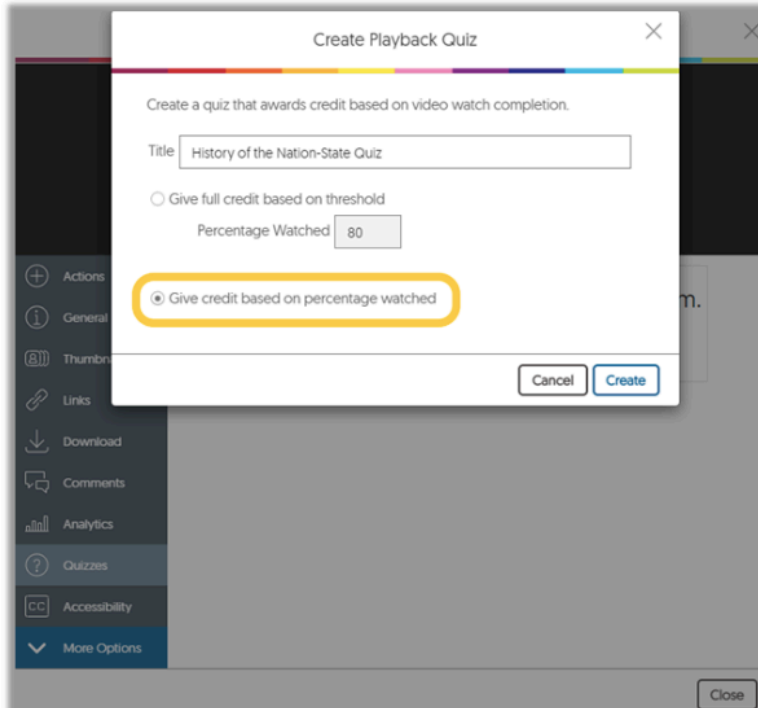 Create Playback Quiz
Create a quiz that awards credit based on video watch completion.
Title History of the Nation-State Quiz
Give full credit based on threshold
Percentage Watched 80
Give credit based on percentage watched
Cancel Create
m.
Actions
General
Thumbn
Links
Download
Comments
Analytics
? Quizzes
CC Accessibility
More Options
Close